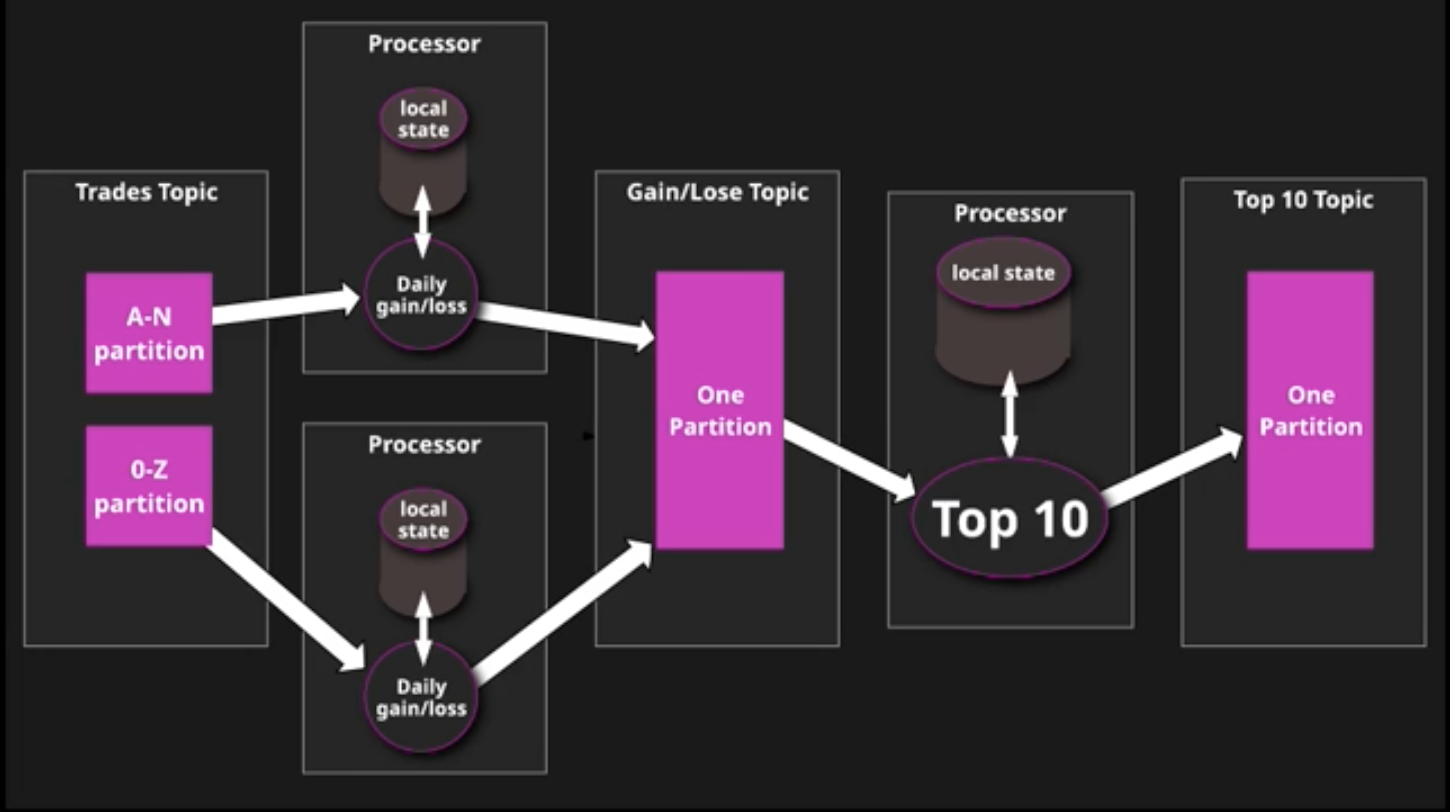 Trades Topic
A-N
partition
0-Z
partition
Processor
local
state
Daily
gain/loss
Processor
local
state
Daily
gain/loss
Gain/Lose Topic
One
Partition
Processor
local state
Top 10
Top 10 Topic
One
Partition